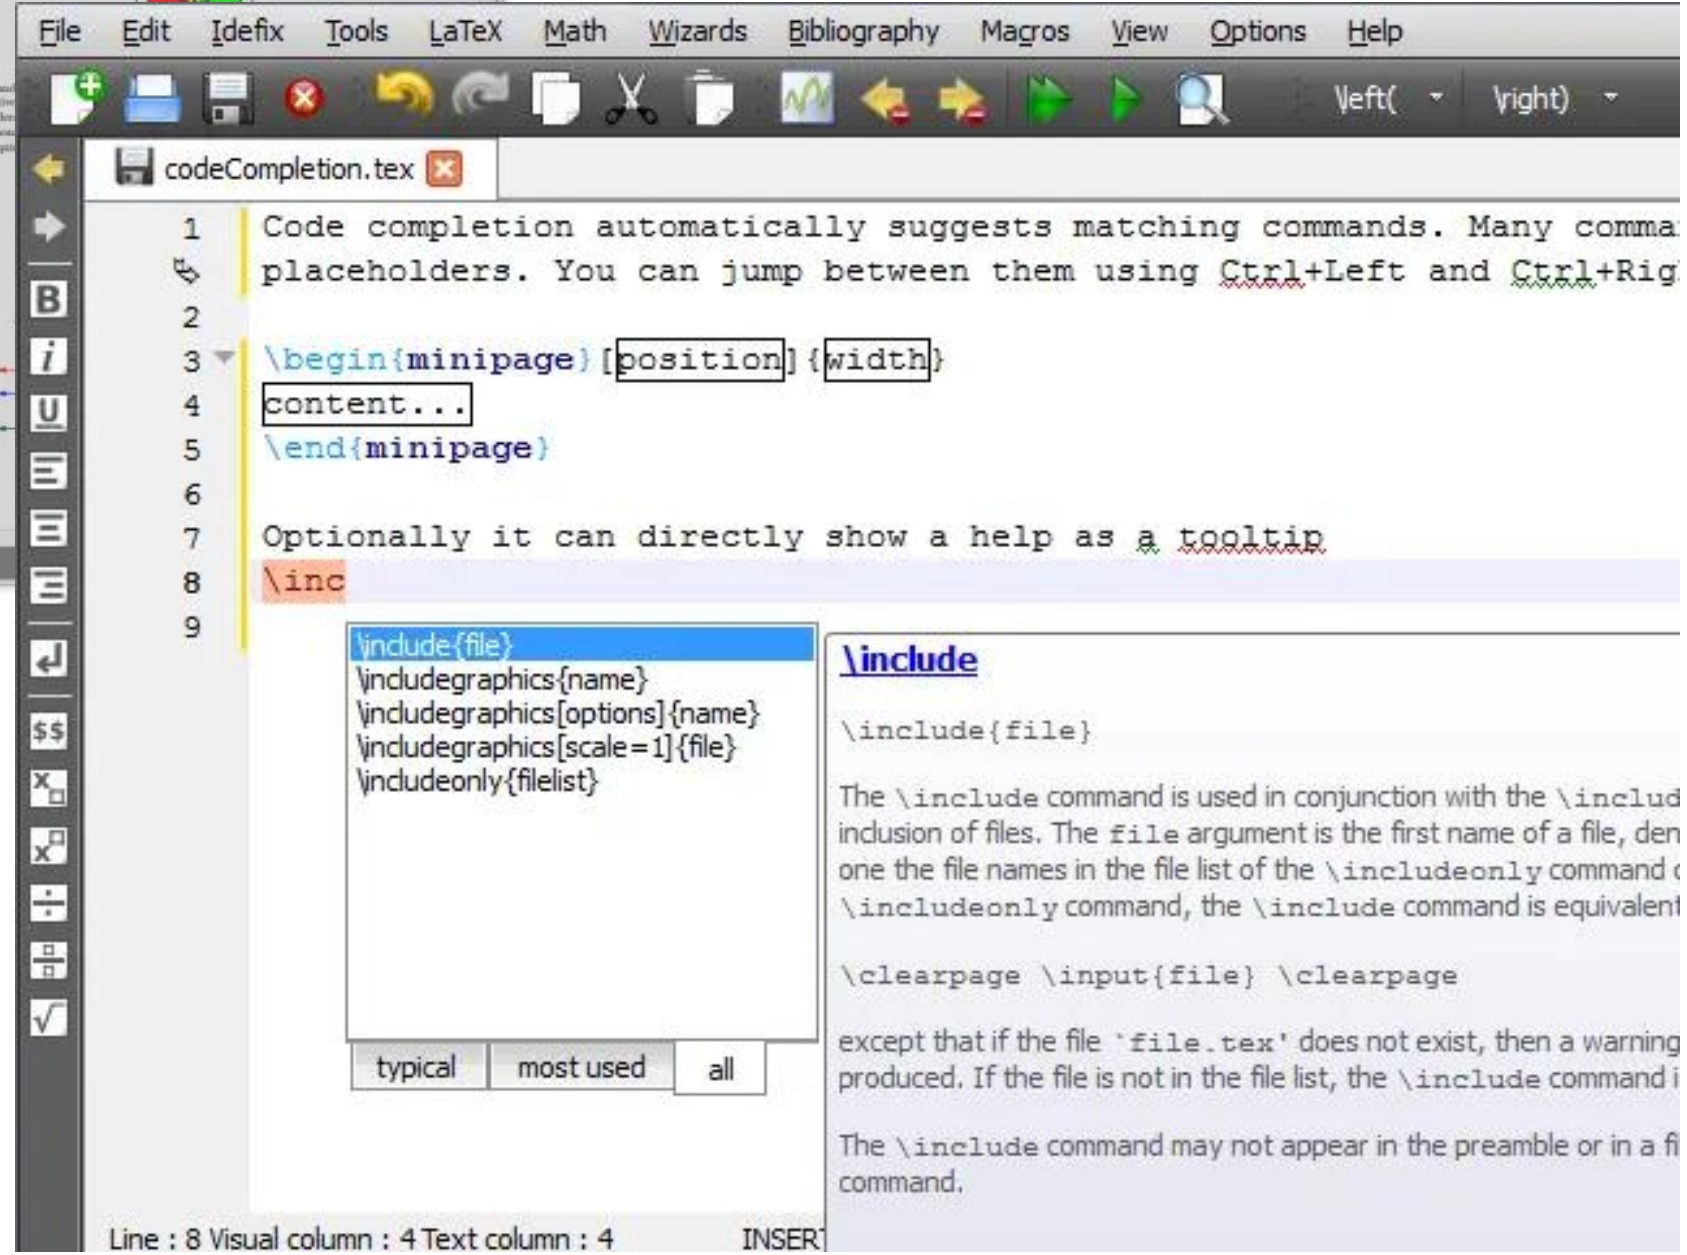 File Edit Idefix Tools LaTeX Math Wizards Bibliography Macros View Options Help
\left( \right)
codeCompletion.tex
1 Code completion automatically suggests matching commands. Many
placeholders. You can jump between them using Ctrl+Left and
2
3 \begin{minipage}[position]{width}
4 content...
5 \end{minipage}
6
7 Optionally it can directly show a help as a tooltip
8 \inc
9
\include{file}
\includegraphics{name}
\includegraphics[options]{name}
\includegraphics[scale=1]{file}
\includeonly{filelist}
typical most used all
\include
\include{file}
The \include command is used in conjunction with the
inclusion of files. The file argument is the first name of a file,
one the file names in the file list of the \includeonly command
\includeonly command, the \include command is equivalent
\clearpage \input{file} \clearpage
except that if the file `file.tex' does not exist, then a warning
produced. If the file is not in the file list, the \include command
The \include command may not appear in the preamble or in a
command.
B
i
U
$$
Line : 8 Visual column : 4 Text column : 4 INSERT